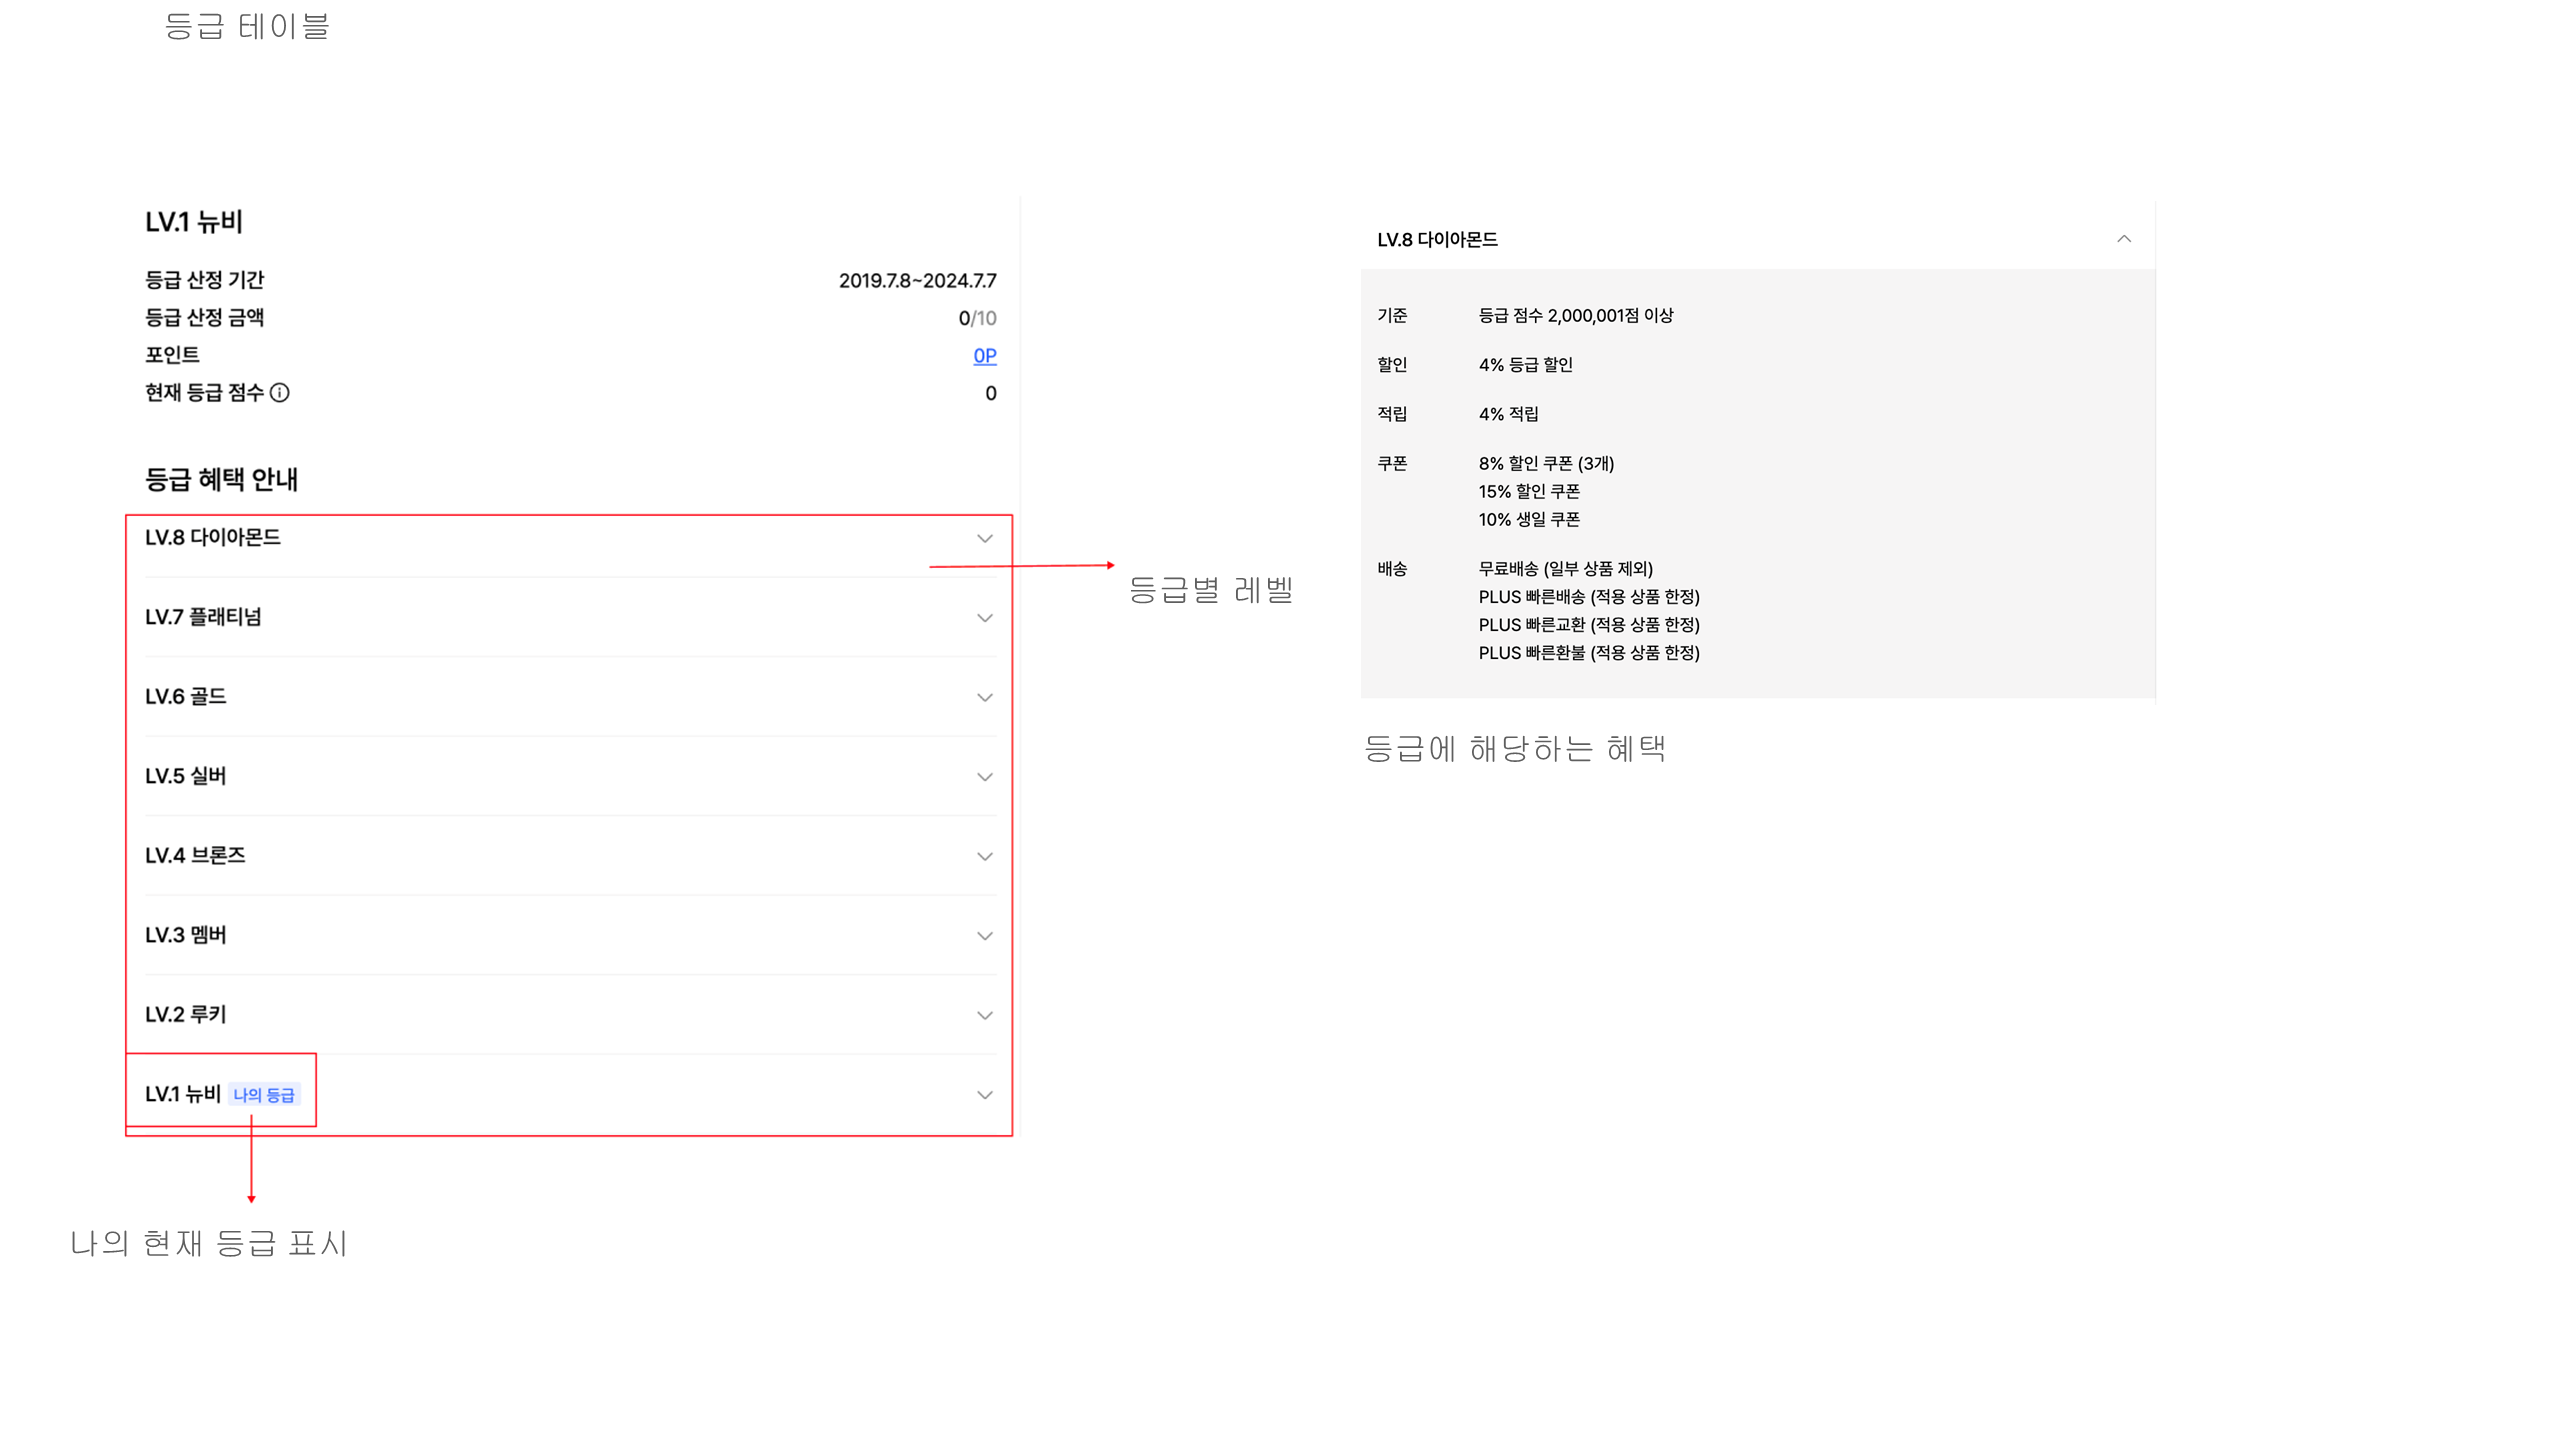 등급 테이블
LV.1 뉴비
등급 산정 기간 2019.7.8~2024.7.7
등급 산정 금액 0/10
포인트 0P
현재 등급 점수 0
등급 혜택 안내
LV.8 다이아몬드
LV.7 플래티넘
LV.6 골드
LV.5 실버
LV.4 브론즈
LV.3 멤버
LV.2 루키
LV.1 뉴비 나의 등급
나의 현재 등급 표시
등급별 레벨
LV.8 다이아몬드
기준 등급 점수 2,000,001점 이상
할인 4% 등급 할인
적립 4% 적립
쿠폰 8% 할인 쿠폰 (3개)
15% 할인 쿠폰
10% 생일 쿠폰
배송 무료배송 (일부 상품 제외)
PLUS 빠른배송 (적용 상품 한정)
PLUS 빠른교환 (적용 상품 한정)
PLUS 빠른환불 (적용 상품 한정)
등급에 해당하는 혜택